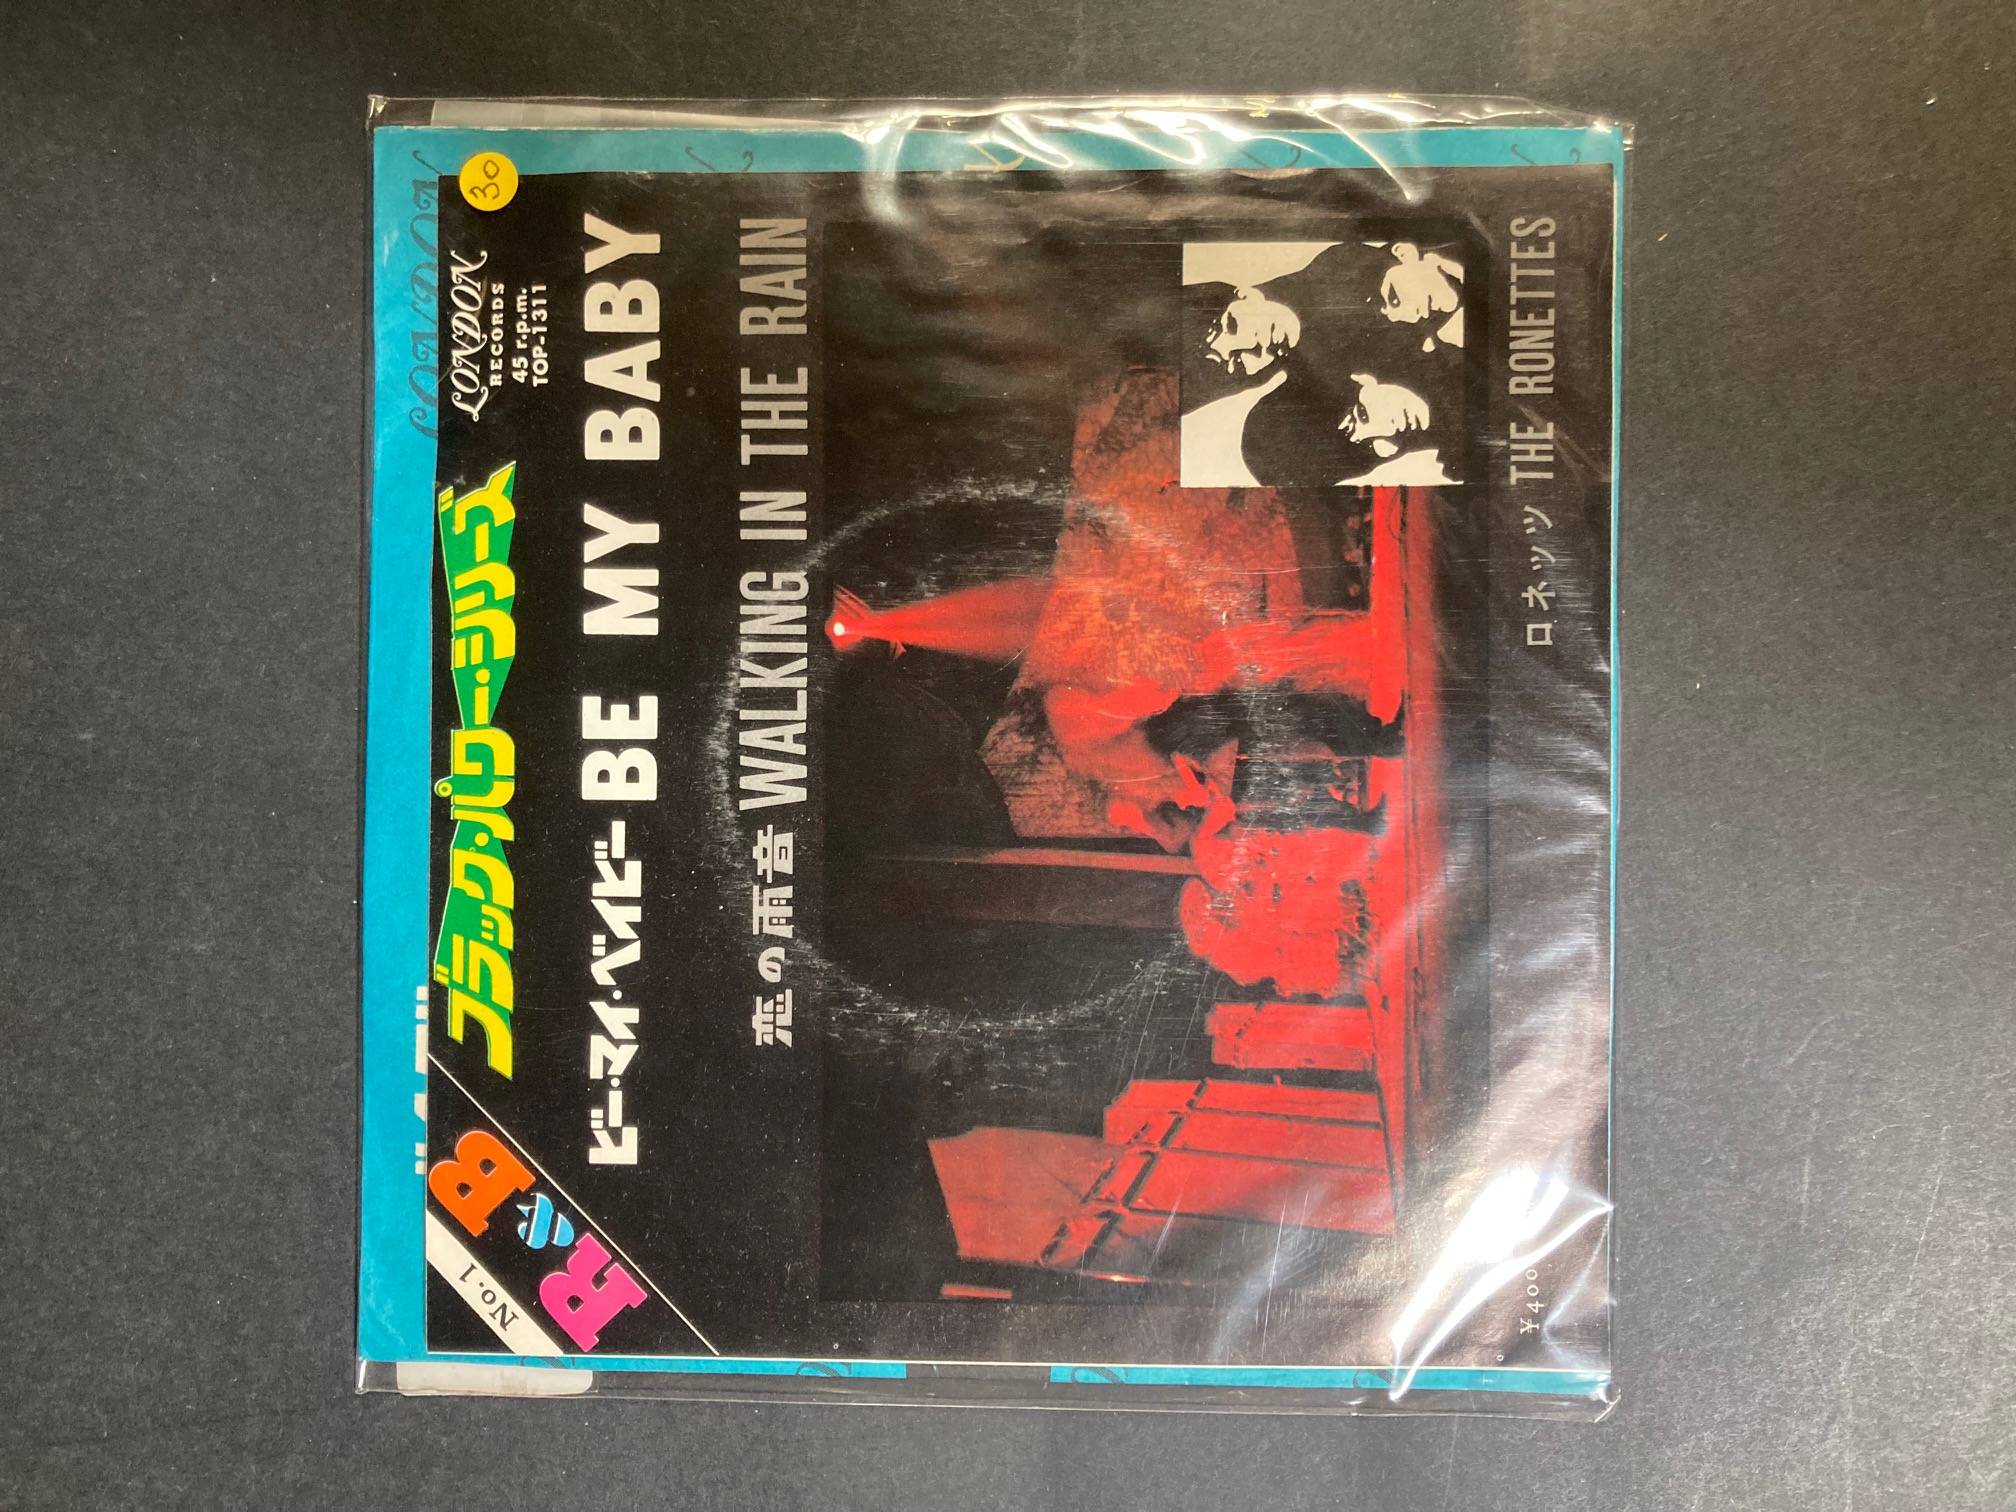 LONDON
30
No.1
R&B
ブラック・パワー・シリーズ
LONDON
RECORDS
45 r.p.m.
TOP-1311
ビー・マイ・ベイビー BE MY BABY
恋の雨音 WALKING IN THE RAIN
ロネッツ THE RONETTES
¥400